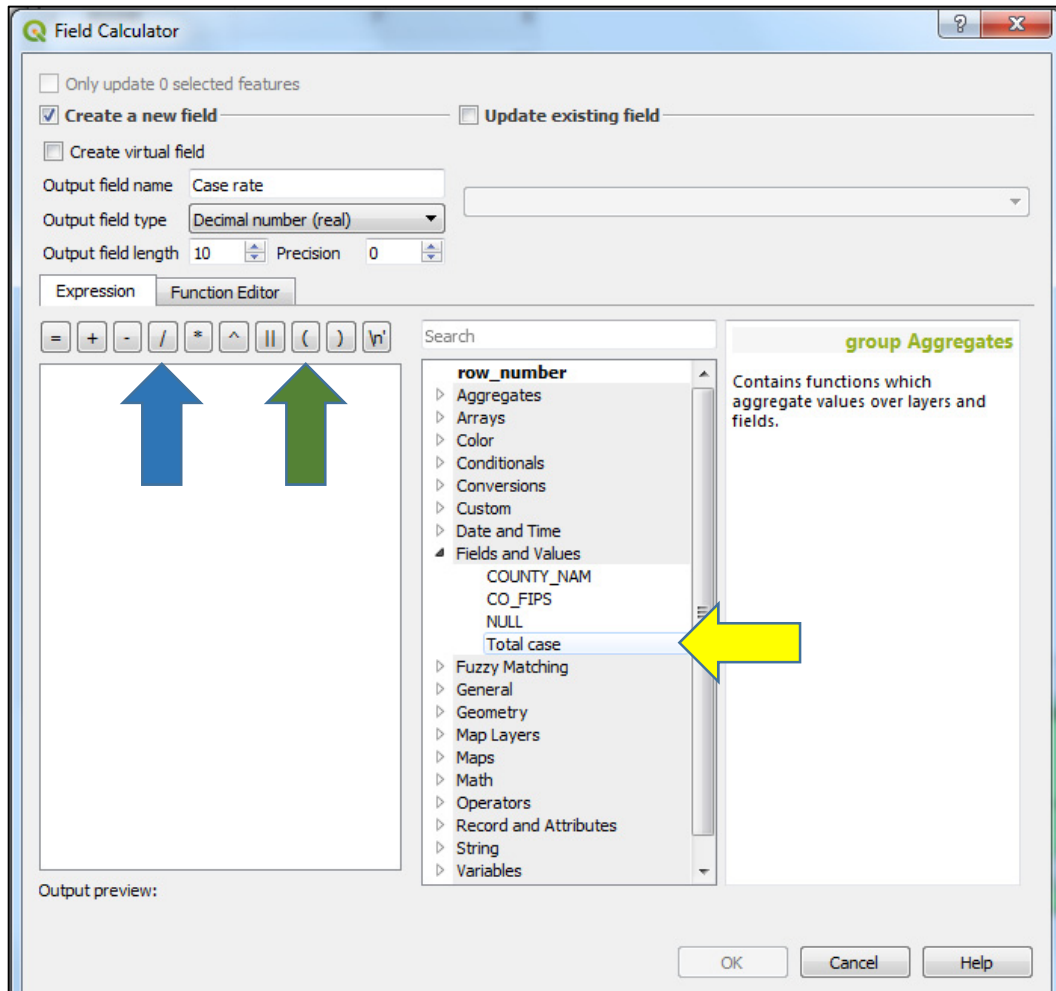 Field Calculator
Only update 0 selected features
Create a new field
Update existing field
Create virtual field
Output field name Case rate
Output field type Decimal number (real)
Output field length 10 Precision 0
Expression Function Editor
= + - / * ^ || ( ) \n'
Search
row_number
Aggregates
Arrays
Color
Conditionals
Conversions
Custom
Date and Time
Fields and Values
COUNTY_NAM
CO_FIPS
NULL
Total case
Fuzzy Matching
General
Geometry
Map Layers
Maps
Math
Operators
Record and Attributes
String
Variables
group Aggregates
Contains functions which
aggregate values over layers and
fields.
Output preview:
OK Cancel Help